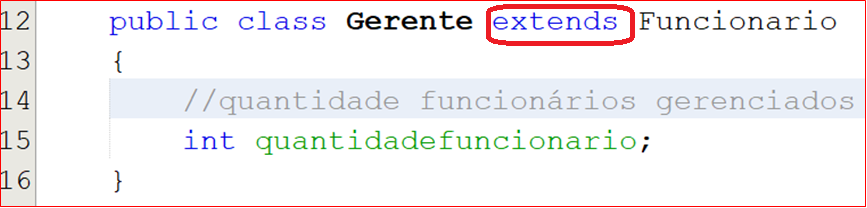 12 public class Gerente extends Funcionario
13 {
14 //quantidade funcionários gerenciados
15 int quantidadefuncionario;
16 }